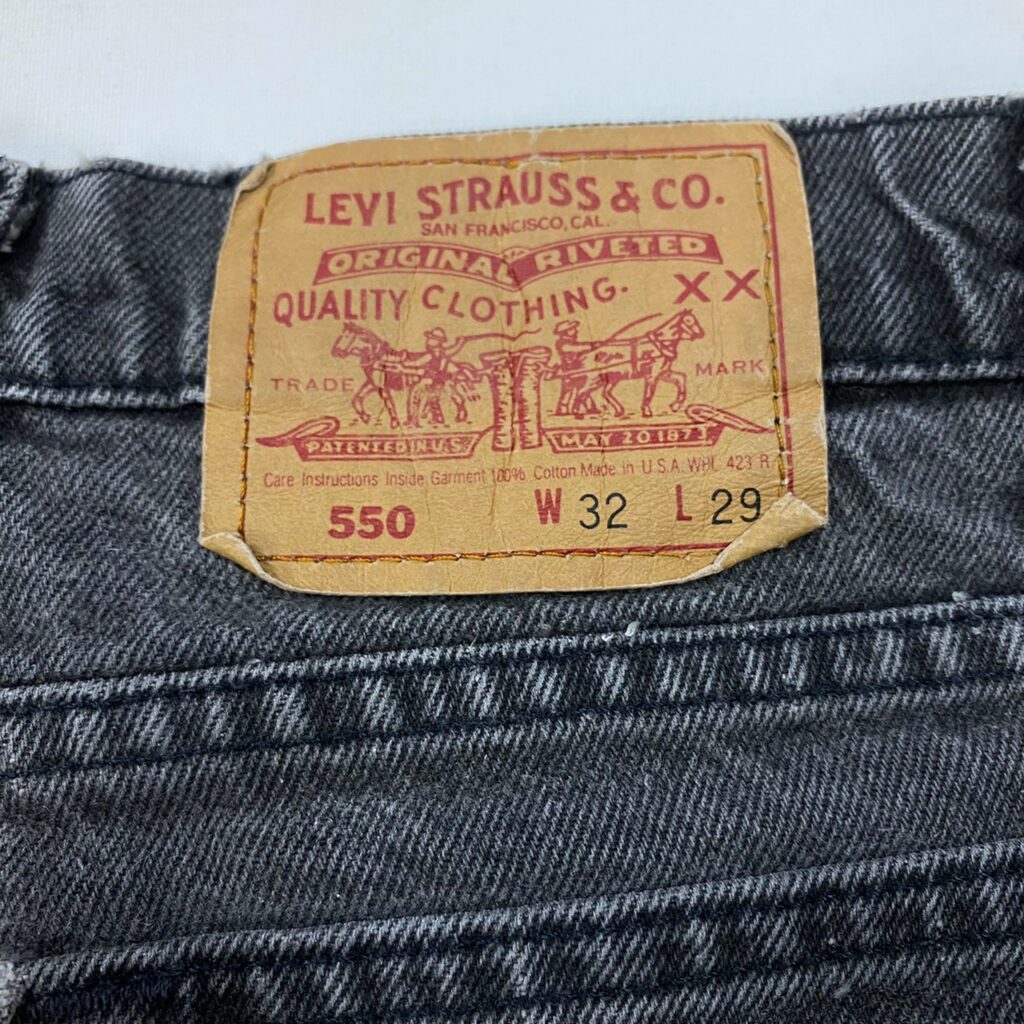 LEVI STRAUSS & CO.
SAN FRANCISCO, CAL.
ORIGINAL RIVETED
QUALITY CLOTHING. XX
TRADE MARK
PATENTED IN U.S. MAY 20 1873
Care Instructions Inside Garment 100% Cotton Made in U.S.A. WPL 423 R
550 W 32 L 29